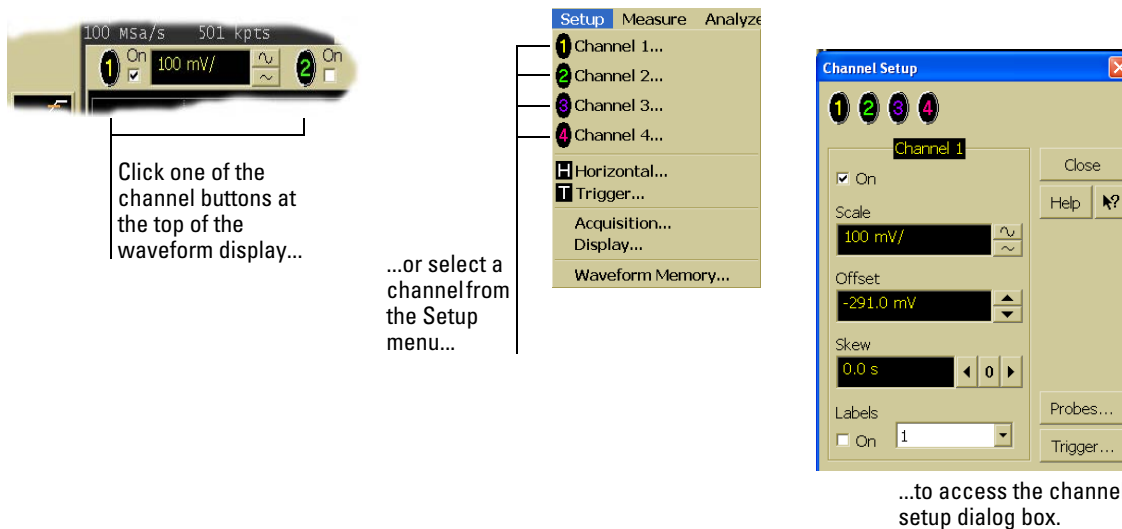 100 MSa/s 501 kpts
1 On 100 mV/ 2 On
Click one of the
channel buttons at
the top of the
waveform display...
...or select a
channel from
the Setup
menu...
Setup Measure Analyze
1 Channel 1...
2 Channel 2...
3 Channel 3...
4 Channel 4...
H Horizontal...
T Trigger...
Acquisition...
Display...
Waveform Memory...
Channel Setup
1 2 3 4
Channel 1
On
Scale
100 mV/
Offset
-291.0 mV
Skew
0.0 s 0
Labels
On 1
Close
Help ?
Probes...
Trigger...
...to access the channe
setup dialog box.